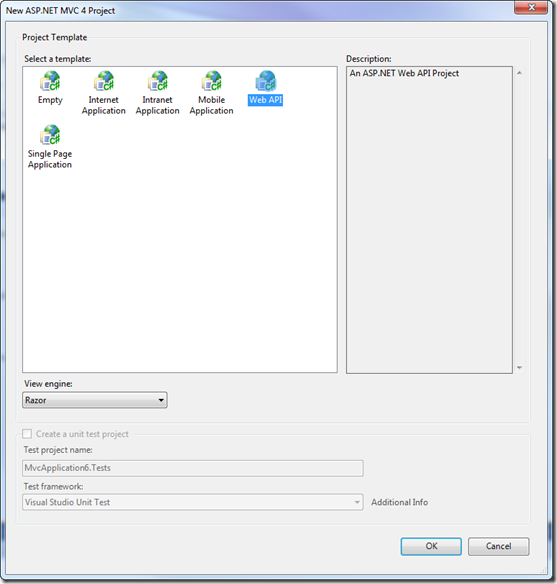 New ASP.NET MVC 4 Project
Project Template
Select a template:
Description:
Empty
Internet
Application
Intranet
Application
Mobile
Application
Web API
An ASP.NET Web API Project
Single Page
Application
View engine:
Razor
Create a unit test project
Test project name:
MvcApplication6.Tests
Test framework:
Visual Studio Unit Test
Additional Info
OK
Cancel